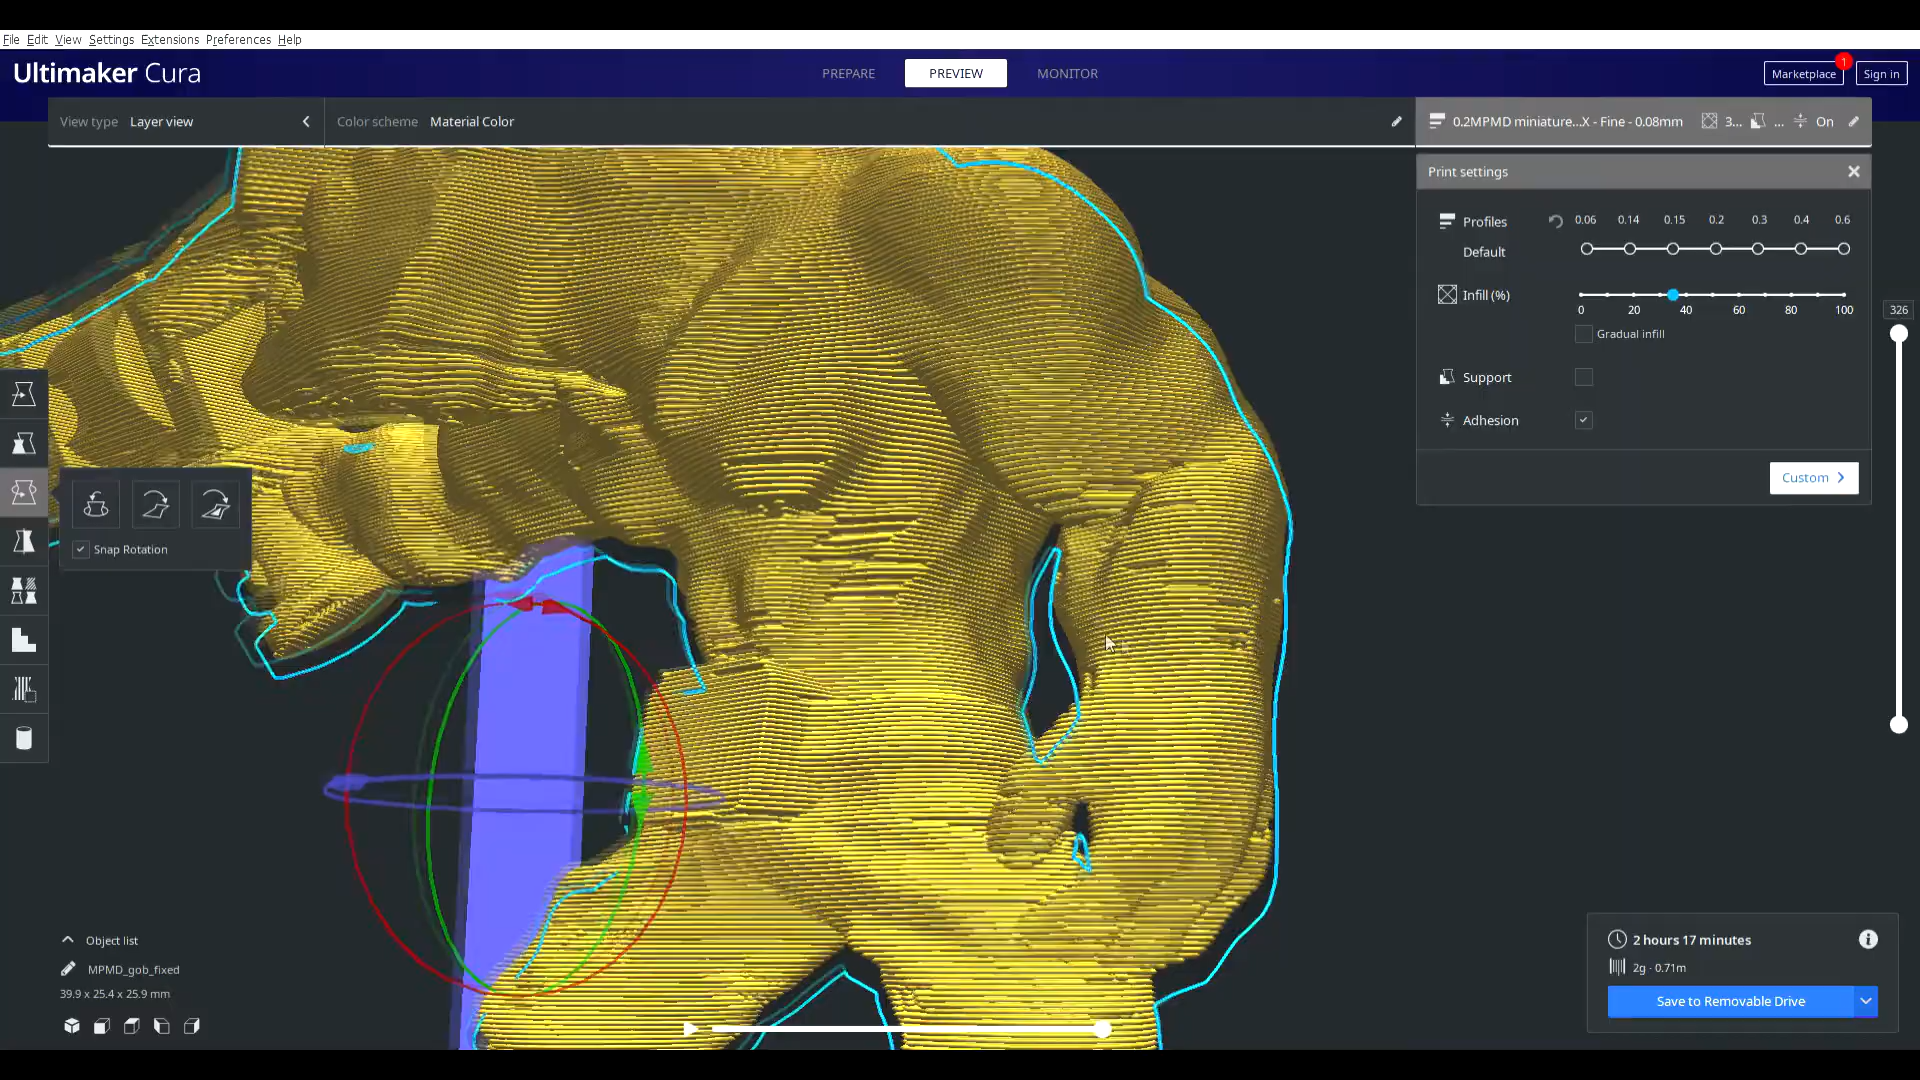 File Edit View Settings Extensions Preferences Help
Ultimaker Cura
PREPARE PREVIEW MONITOR
Marketplace 1 Sign in
View type Layer view
Color scheme Material Color
0.2MPMD miniature...X - Fine - 0.08mm 3... ... On
Print settings
Profiles 0.06 0.14 0.15 0.2 0.3 0.4 0.6
Default
Infill (%)
0 20 40 60 80 100
Gradual infill
Support
Adhesion
Custom
326
Snap Rotation
Object list
MPMD_gob_fixed
39.9 x 25.4 x 25.9 mm
2 hours 17 minutes
2g · 0.71m
Save to Removable Drive